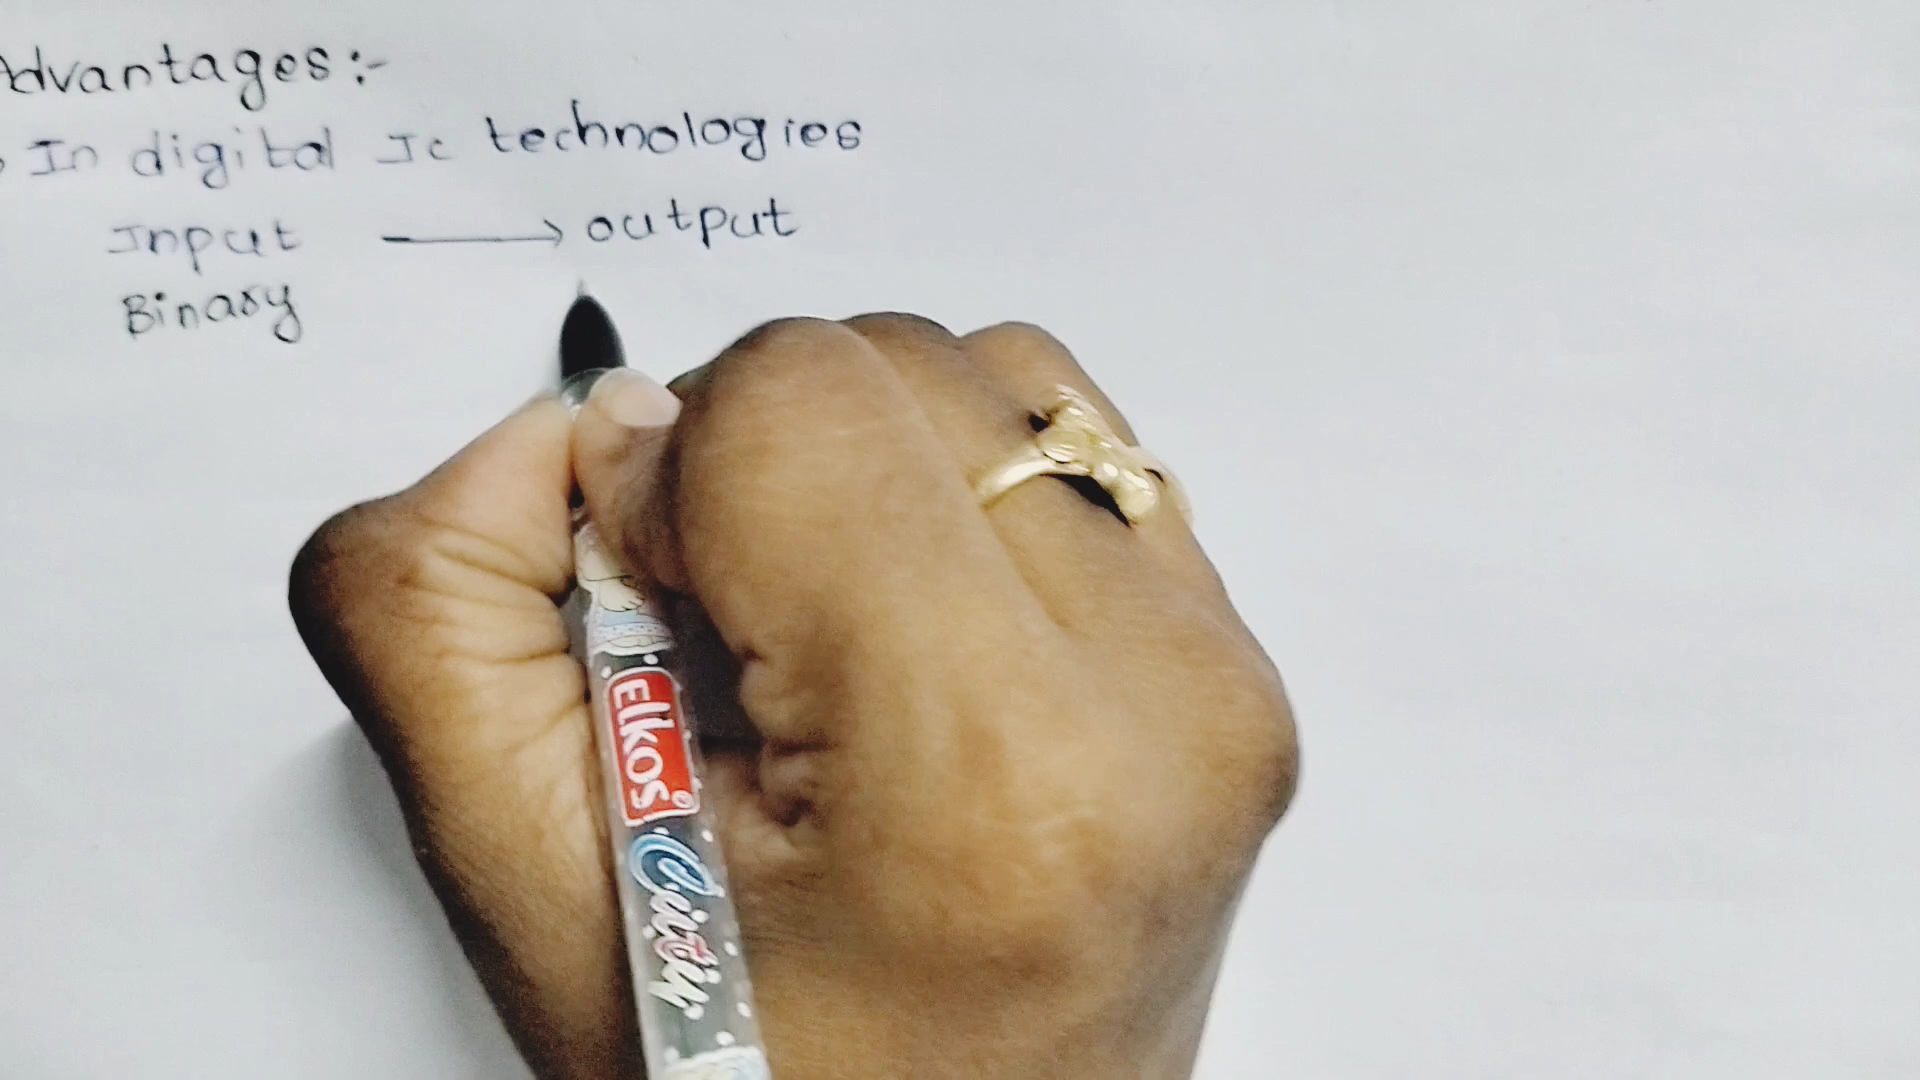 Advantages:-
In digital Ic technologies
Input → output
Binary
Elkos